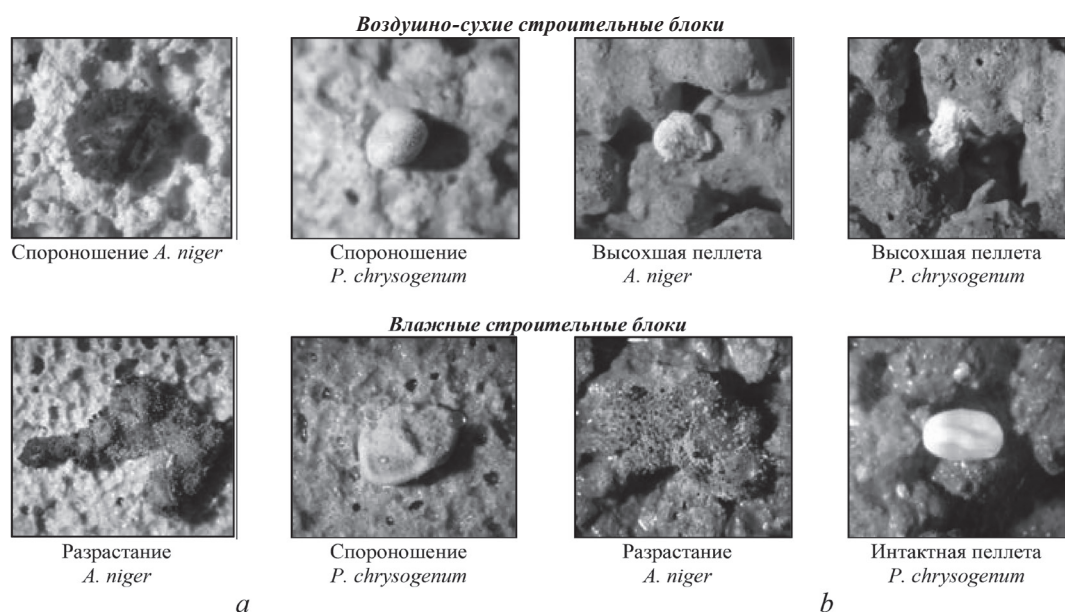 Воздушно-сухие строительные блоки
Спороношение A. niger
Спороношение
P. chrysogenum
Высохшая пеллета
A. niger
Высохшая пеллета
P. chrysogenum
Влажные строительные блоки
Разрастание
A. niger
Спороношение
P. chrysogenum
Разрастание
A. niger
Интактная пеллета
P. chrysogenum
a
b